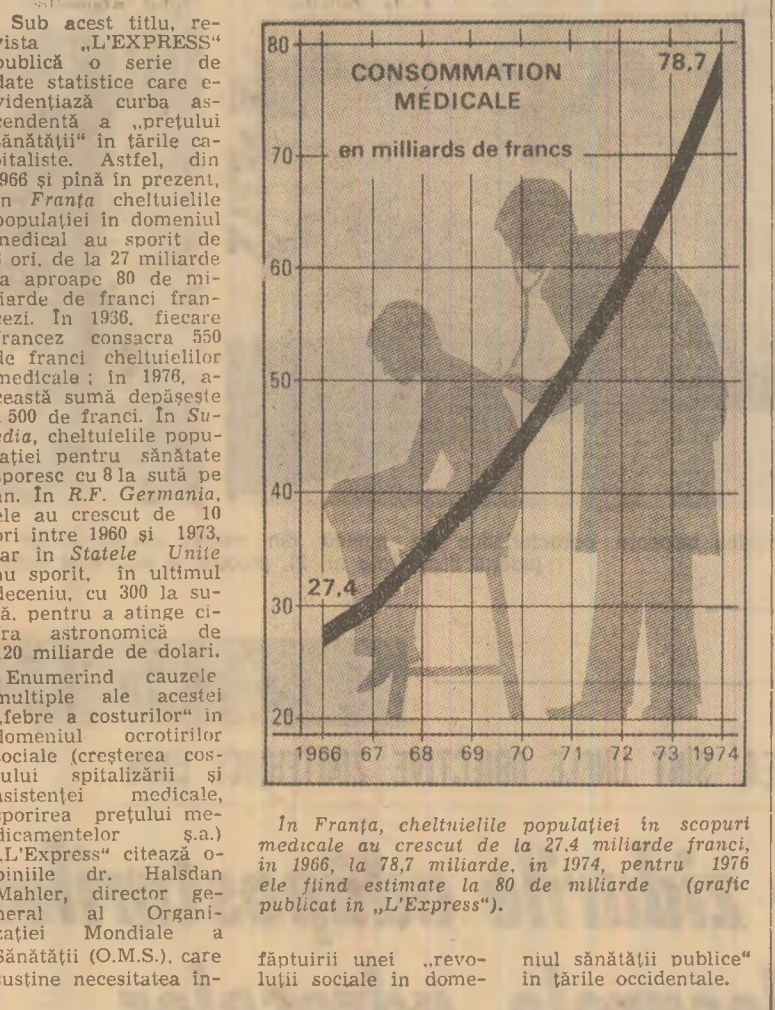 Sub acest titlu, re-
vista „L'EXPRESS“
publică o serie de
date statistice care e-
vidențiază curba as-
cendentă a „prețului
sănătății“ în țările ca-
pitaliste. Astfel, din
1966 și pînă în prezent,
în Franța cheltuielile
populației în domeniul
medical au sporit de
ori, de la 27 miliarde
la aproape 80 de mi-
liarde de franci fran-
cezi. În 1936, fiecare
francez consacra 550
de franci cheltuielilor
medicale ; în 1976, a-
ceastă sumă depășește
500 de franci. În Su-
edia, cheltuielile popu-
lației pentru sănătate
sporesc cu 8 la sută pe
an. În R.F. Germania,
ele au crescut de 10
ori intre 1960 și 1973,
iar în Statele Unite
au sporit, în ultimul
deceniu, cu 300 la su-
tă, pentru a atinge ci-
fra astronomică de
120 miliarde de dolari.
Enumerînd cauzele
multiple ale acestei
„febre a costurilor“ în
domeniul ocrotirilor
sociale (creșterea cos-
tului spitalizării și
asistenței medicale,
sporirea prețului me-
dicamentelor ș.a.)
„L'Express“ citează o-
piniile dr. Halsdan
Mahler, director ge-
neral al Organi-
zației Mondiale a
Sănătății (O.M.S.), care
susține necesitatea în-
CONSOMMATION
MÉDICALE
en milliards de francs
78,7
27,4
80
70
60
50
40
30
20
1966 67 68 69 70 71 72 73 1974
In Franța, cheltuielile populației în scopuri
medicale au crescut de la 27.4 miliarde franci,
in 1966, la 78,7 miliarde, in 1974, pentru 1976
ele fiind estimate la 80 de miliarde (grafic
publicat in „L'Express“).
făptuirii unei „revo-
luții sociale în dome-
niul sănătății publice“
in țările occidentale.